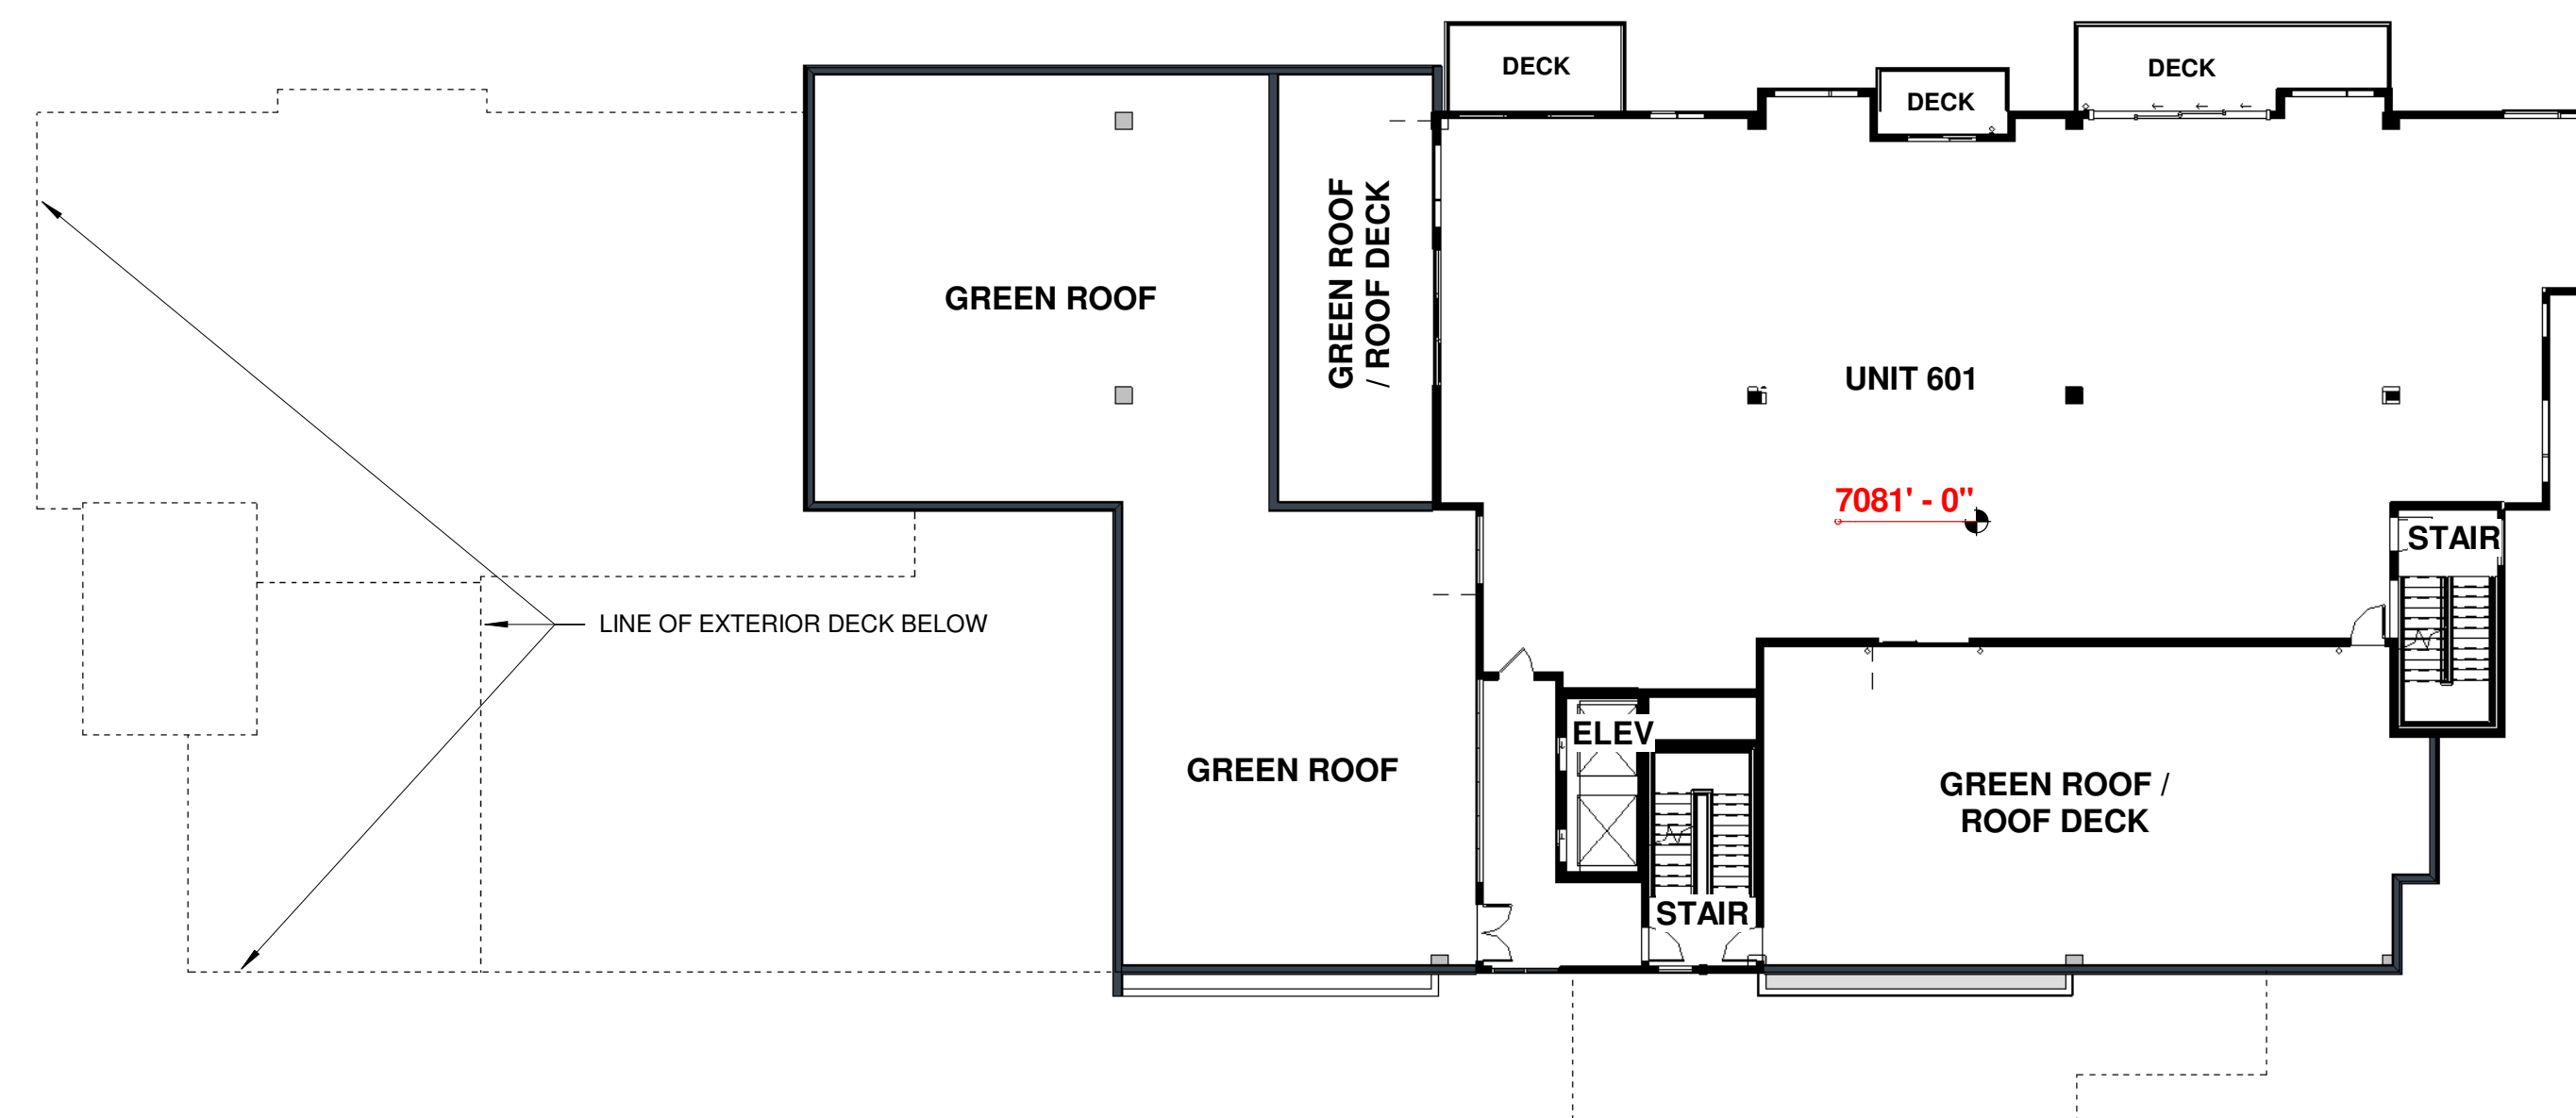 DECK
DECK
DECK
GREEN ROOF
GREEN ROOF
/ ROOF DECK
UNIT 601
7081' - 0"
STAIR
LINE OF EXTERIOR DECK BELOW
ELEV
GREEN ROOF
GREEN ROOF /
ROOF DECK
STAIR